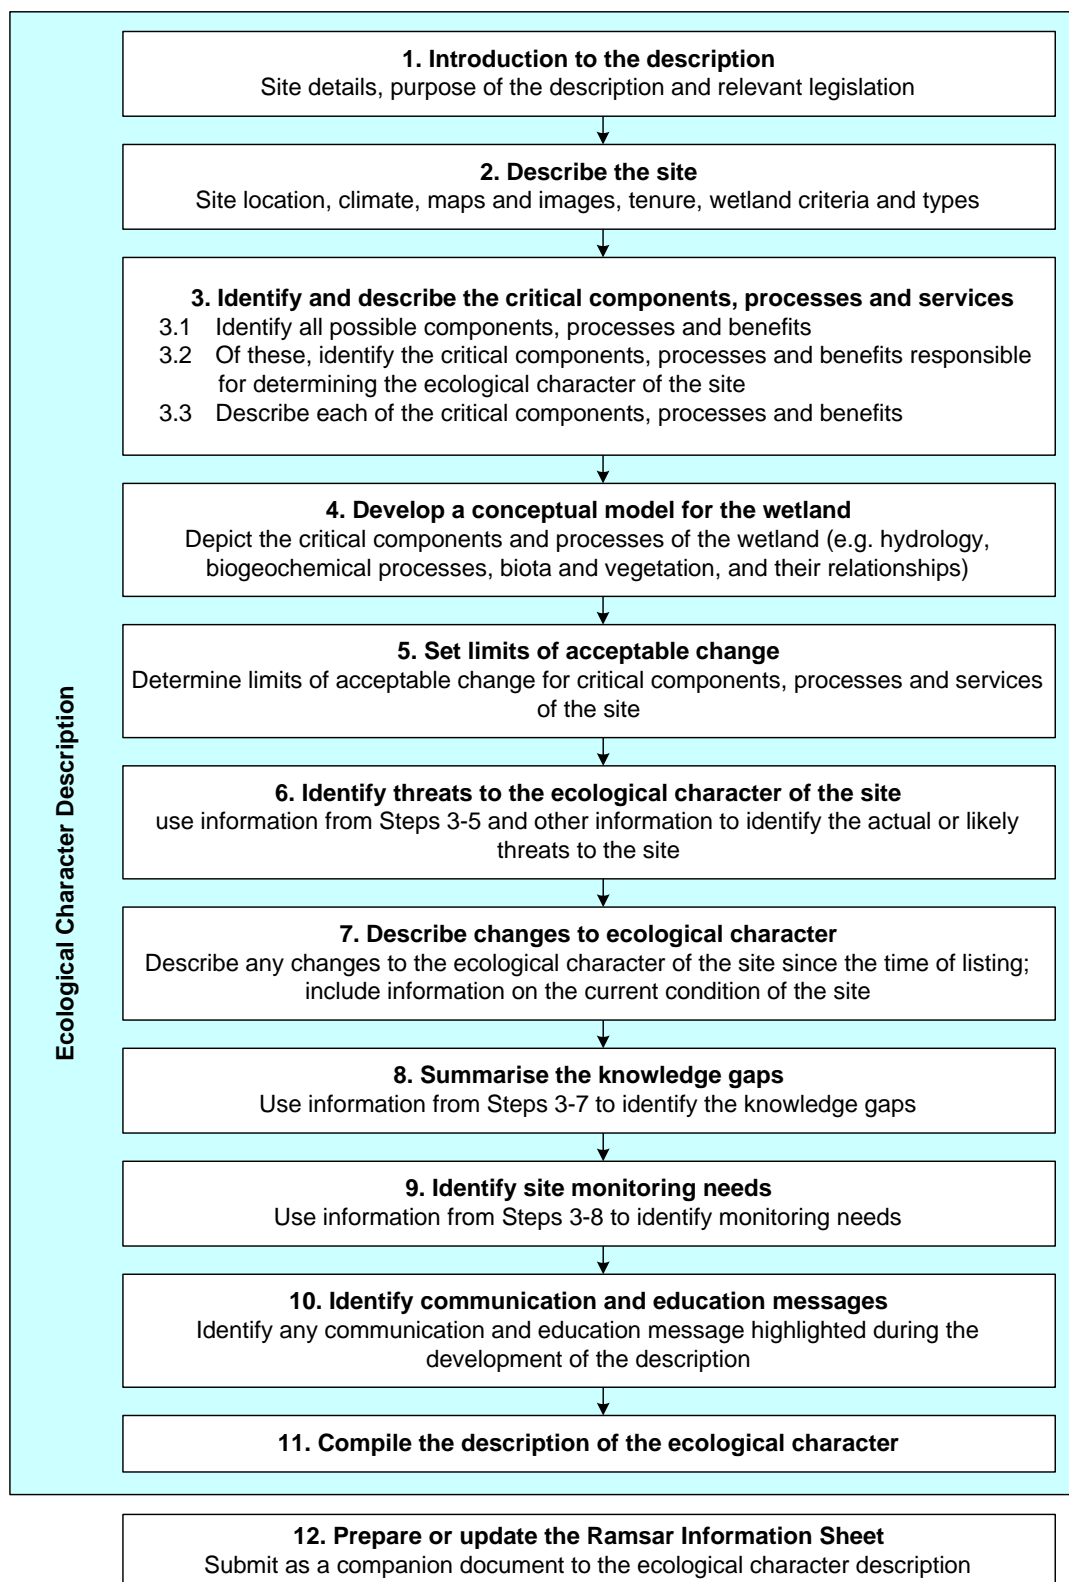 1. Introduction to the description
Site details, purpose of the description and relevant legislation
2. Describe the site
Site location, climate, maps and images, tenure, wetland criteria and types
3. Identify and describe the critical components, processes and services
3.1 Identify all possible components, processes and benefits
3.2 Of these, identify the critical components, processes and benefits responsible
for determining the ecological character of the site
3.3 Describe each of the critical components, processes and benefits
4. Develop a conceptual model for the wetland
Depict the critical components and processes of the wetland (e.g. hydrology,
biogeochemical processes, biota and vegetation, and their relationships)
5. Set limits of acceptable change
Determine limits of acceptable change for critical components, processes and services
of the site
6. Identify threats to the ecological character of the site
use information from Steps 3-5 and other information to identify the actual or likely
threats to the site
7. Describe changes to ecological character
Describe any changes to the ecological character of the site since the time of listing;
include information on the current condition of the site
8. Summarise the knowledge gaps
Use information from Steps 3-7 to identify the knowledge gaps
9. Identify site monitoring needs
Use information from Steps 3-8 to identify monitoring needs
10. Identify communication and education messages
Identify any communication and education message highlighted during the
development of the description
11. Compile the description of the ecological character
Ecological Character Description
12. Prepare or update the Ramsar Information Sheet
Submit as a companion document to the ecological character description